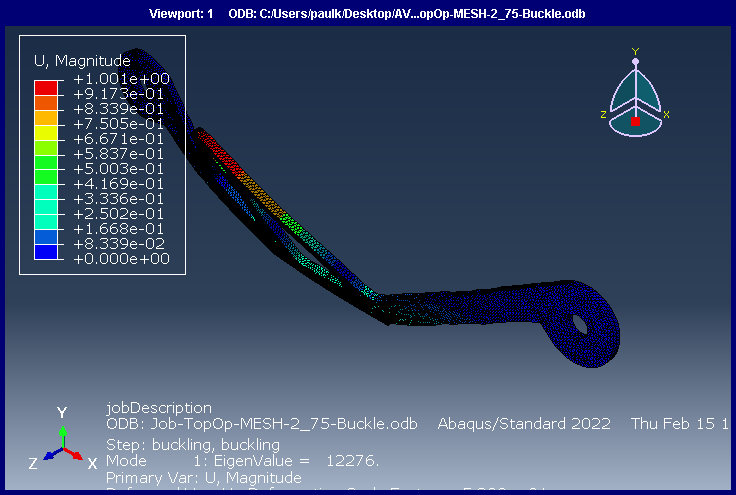 Viewport: 1 ODB: C:/Users/paulk/Desktop/AV...opOp-MESH-2_75-Buckle.odb
U, Magnitude
+1.001e+00
+9.173e-01
+8.339e-01
+7.505e-01
+6.671e-01
+5.837e-01
+5.003e-01
+4.169e-01
+3.336e-01
+2.502e-01
+1.668e-01
+8.339e-02
+0.000e+00
Y
Z X
Y
Z X
jobDescription
ODB: Job-TopOp-MESH-2_75-Buckle.odb Abaqus/Standard 2022 Thu Feb 15 1
Step: buckling, buckling
Mode 1: EigenValue = 12276.
Primary Var: U, Magnitude